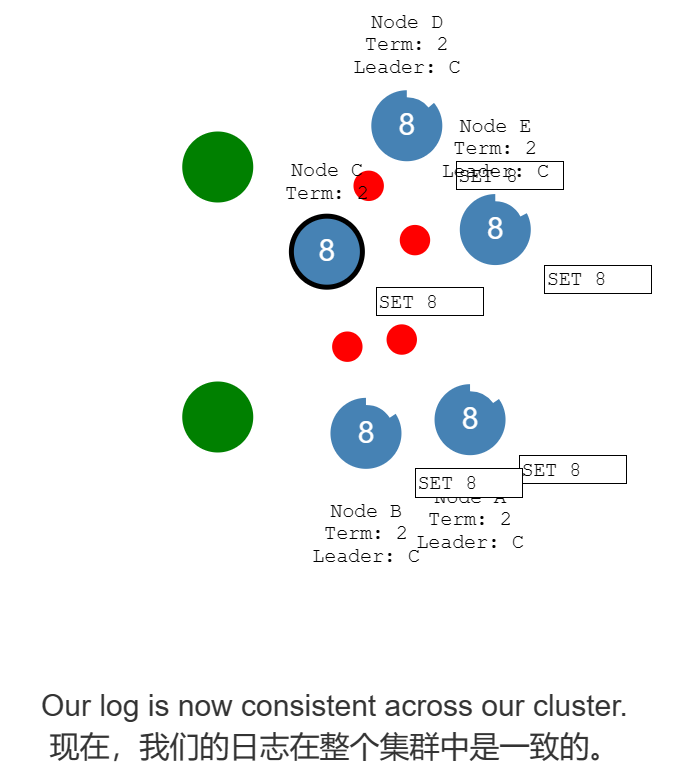 Node D
Term: 2
Leader: C
8
Node E
Term: 2
Leader: C
SET 8
8
Node C
Term: 2
8
SET 8
SET 8
8
8
SET 8
SET 8
Node B
Term: 2
Leader: C
Node A
Term: 2
Leader: C
Our log is now consistent across our cluster.
现在，我们的日志在整个集群中是一致的。